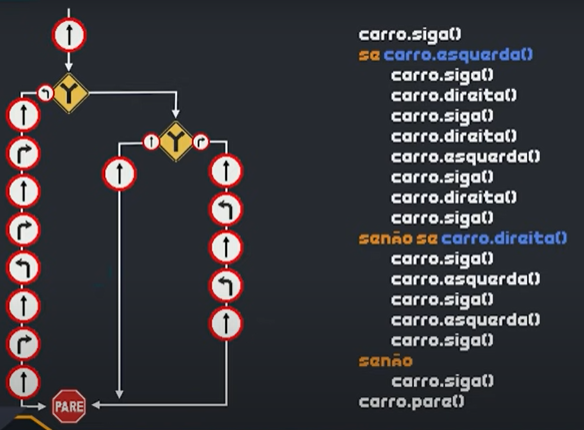 PARE
carro.siga()
se carro.esquerda()
carro.siga()
carro.direita()
carro.siga()
carro.direita()
carro.esquerda()
carro.siga()
carro.direita()
carro.siga()
senão se carro.direita()
carro.siga()
carro.esquerda()
carro.siga()
carro.esquerda()
carro.siga()
senão
carro.siga()
carro.pare()